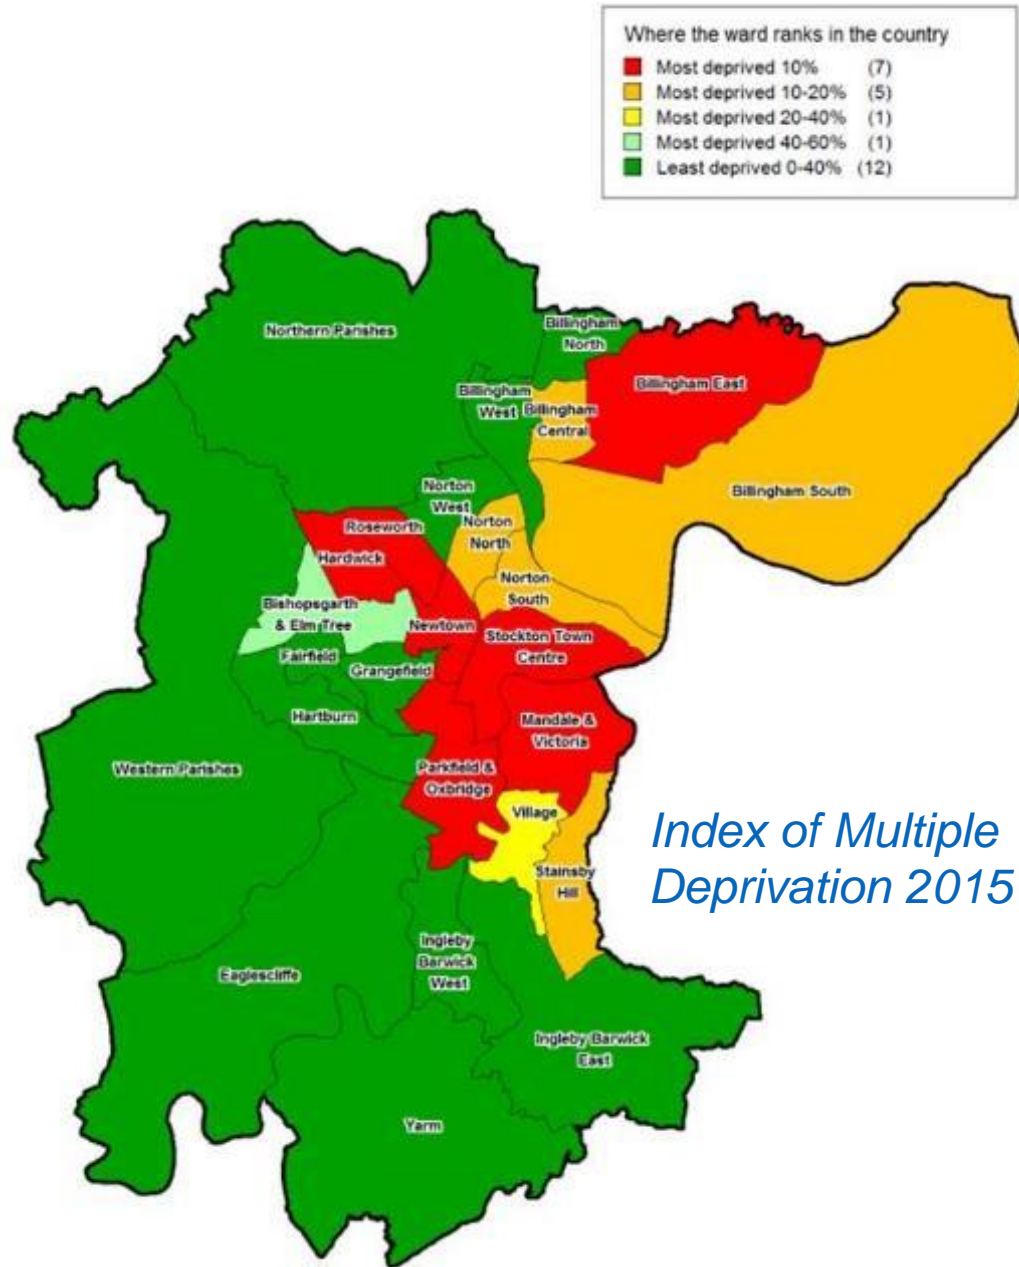 Where the ward ranks in the country
Most deprived 10% (7)
Most deprived 10-20% (5)
Most deprived 20-40% (1)
Most deprived 40-60% (1)
Least deprived 0-40% (12)
Northern Parishes
Billingham
North
Billingham East
Billingham
West
Billingham
Central
Billingham South
Norton
West
Roseworth
Norton
North
Hardwick
Norton
South
Bishopsgarth
& Elm Tree
Newtown
Stockton Town
Centre
Fairfield
Grangefield
Hartburn
Mandale &
Victoria
Western Parishes
Parkfield &
Oxbridge
Village
Index of Multiple
Deprivation 2015
Stainsby
Hill
Ingleby
Barwick
West
Eaglescliffe
Ingleby Barwick
East
Yarm